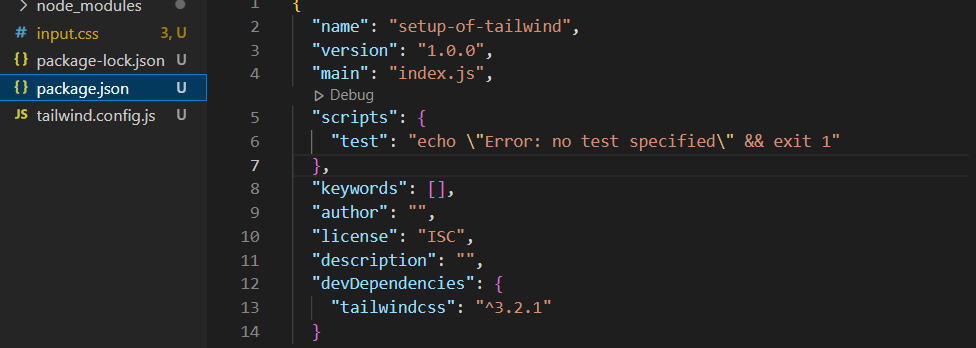 node_modules
# input.css 3, U
{} package-lock.json U
{} package.json U
JS tailwind.config.js U
1 {
2 "name": "setup-of-tailwind",
3 "version": "1.0.0",
4 "main": "index.js",
Debug
5 "scripts": {
6 "test": "echo \"Error: no test specified\" && exit 1"
7 },
8 "keywords": [],
9 "author": "",
10 "license": "ISC",
11 "description": "",
12 "devDependencies": {
13 "tailwindcss": "^3.2.1"
14 }